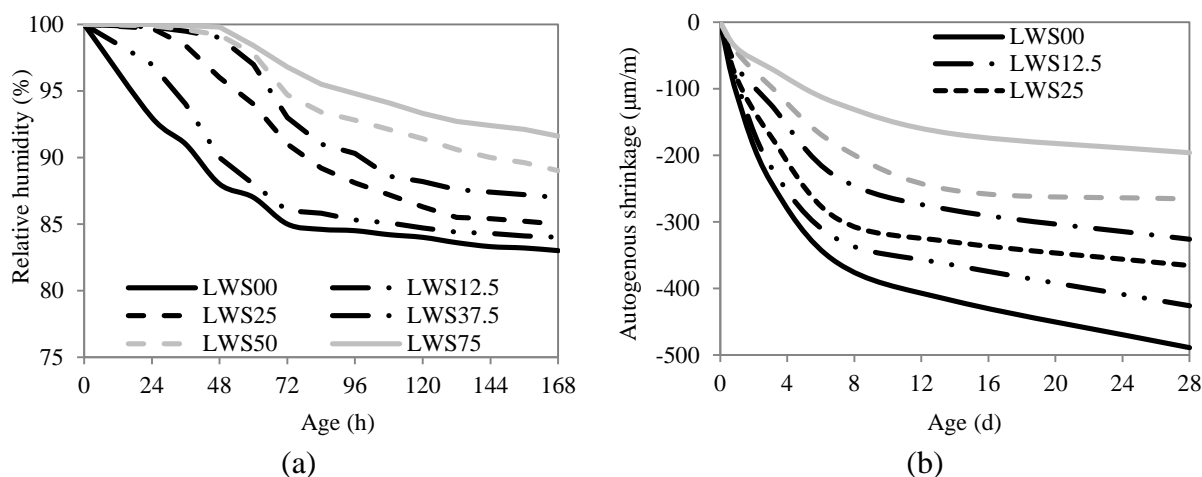 100
95
90
85
80
75
Relative humidity (%)
LWS00 LWS12.5
LWS25 LWS37.5
LWS50 LWS75
0 24 48 72 96 120 144 168
Age (h)
(a)
0
-100
-200
-300
-400
-500
Autogenous shrinkage (μm/m)
LWS00
LWS12.5
LWS25
0 4 8 12 16 20 24 28
Age (d)
(b)